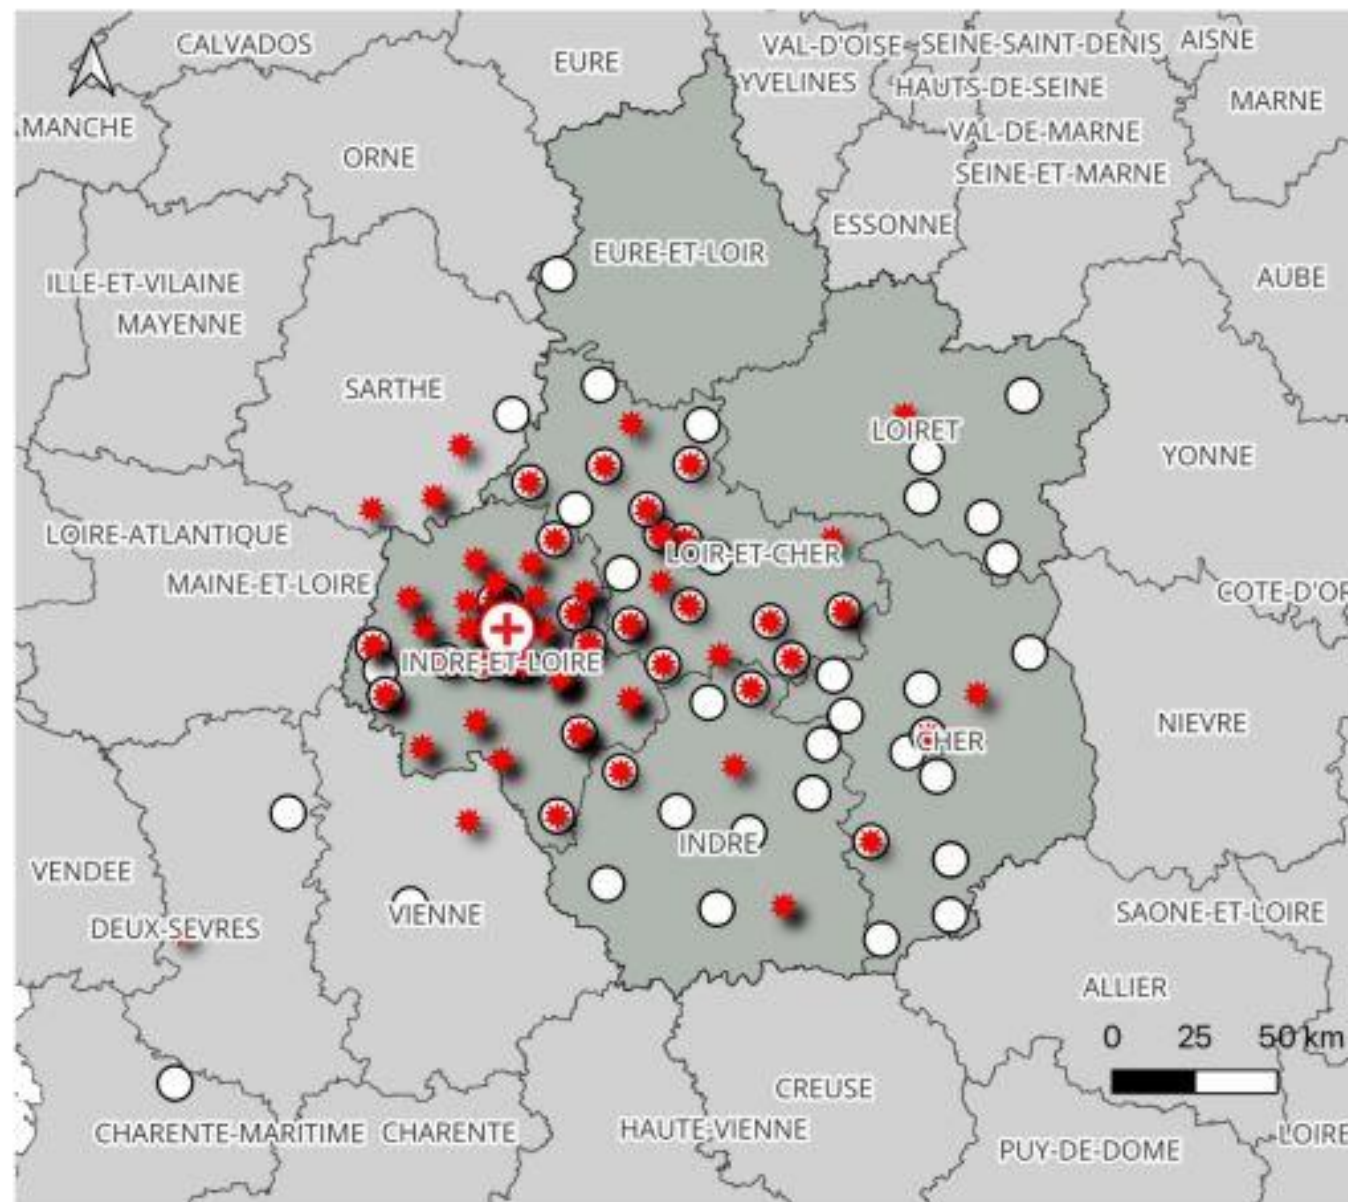 CALVADOS
EURE
VAL-D'OISE
SEINE-SAINT-DENIS
AISNE
YVELINES
HAUTS-DE-SEINE
MARNE
MANCHE
VAL-DE-MARNE
ORNE
SEINE-ET-MARNE
ESSONNE
EURE-ET-LOIR
AUBE
ILLE-ET-VILAINE
MAYENNE
SARTHE
LOIRET
YONNE
LOIRE-ATLANTIQUE
LOIR-ET-CHER
MAINE-ET-LOIRE
COTE-D'OR
INDRE-ET-LOIRE
NIEVRE
CHER
INDRE
VENDEE
VIENNE
SAONE-ET-LOIRE
DEUX-SEVRES
ALLIER
0 25 50 km
CREUSE
CHARENTE-MARITIME
CHARENTE
HAUTE-VIENNE
LOIRE
PUY-DE-DOME